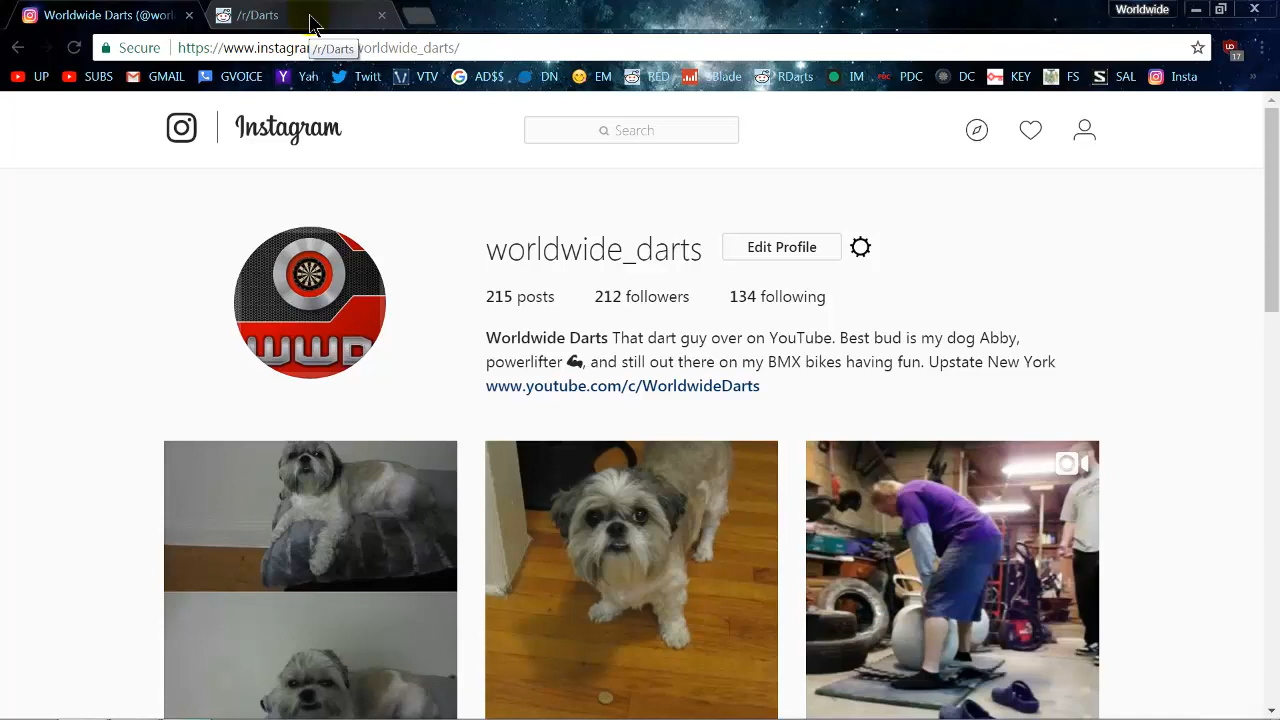 Worldwide Darts (@worl
/r/Darts
Worldwide
Secure
https://www.instagra
/r/Darts
orldwide_darts/
17
UP
SUBS
GMAIL
GVOICE
Yah
Twitt
VTV
AD$$
DN
EM
RED
SBlade
RDarts
IM
PDC
DC
KEY
FS
SAL
Insta
Instagram
Search
worldwide_darts
Edit Profile
215 posts
212 followers
134 following
Worldwide Darts That dart guy over on YouTube. Best bud is my dog Abby,
powerlifter 💪, and still out there on my BMX bikes having fun. Upstate New York
www.youtube.com/c/WorldwideDarts
WWD